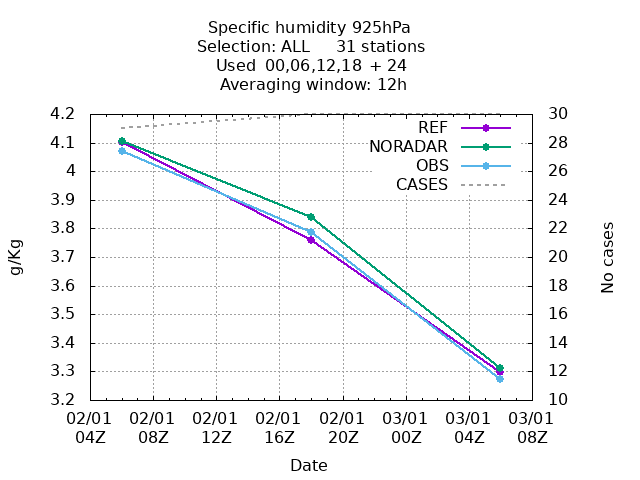 Specific humidity 925hPa
Selection: ALL 31 stations
Used 00,06,12,18 + 24
Averaging window: 12h
4.2
4.1
4
3.9
3.8
3.7
3.6
3.5
3.4
3.3
3.2
g/Kg
REF
NORADAR
OBS
CASES
30
28
26
24
22
20
18
16
14
12
10
No cases
02/01 02/01 02/01 02/01 02/01 03/01 03/01 03/01
04Z 08Z 12Z 16Z 20Z 00Z 04Z 08Z
Date